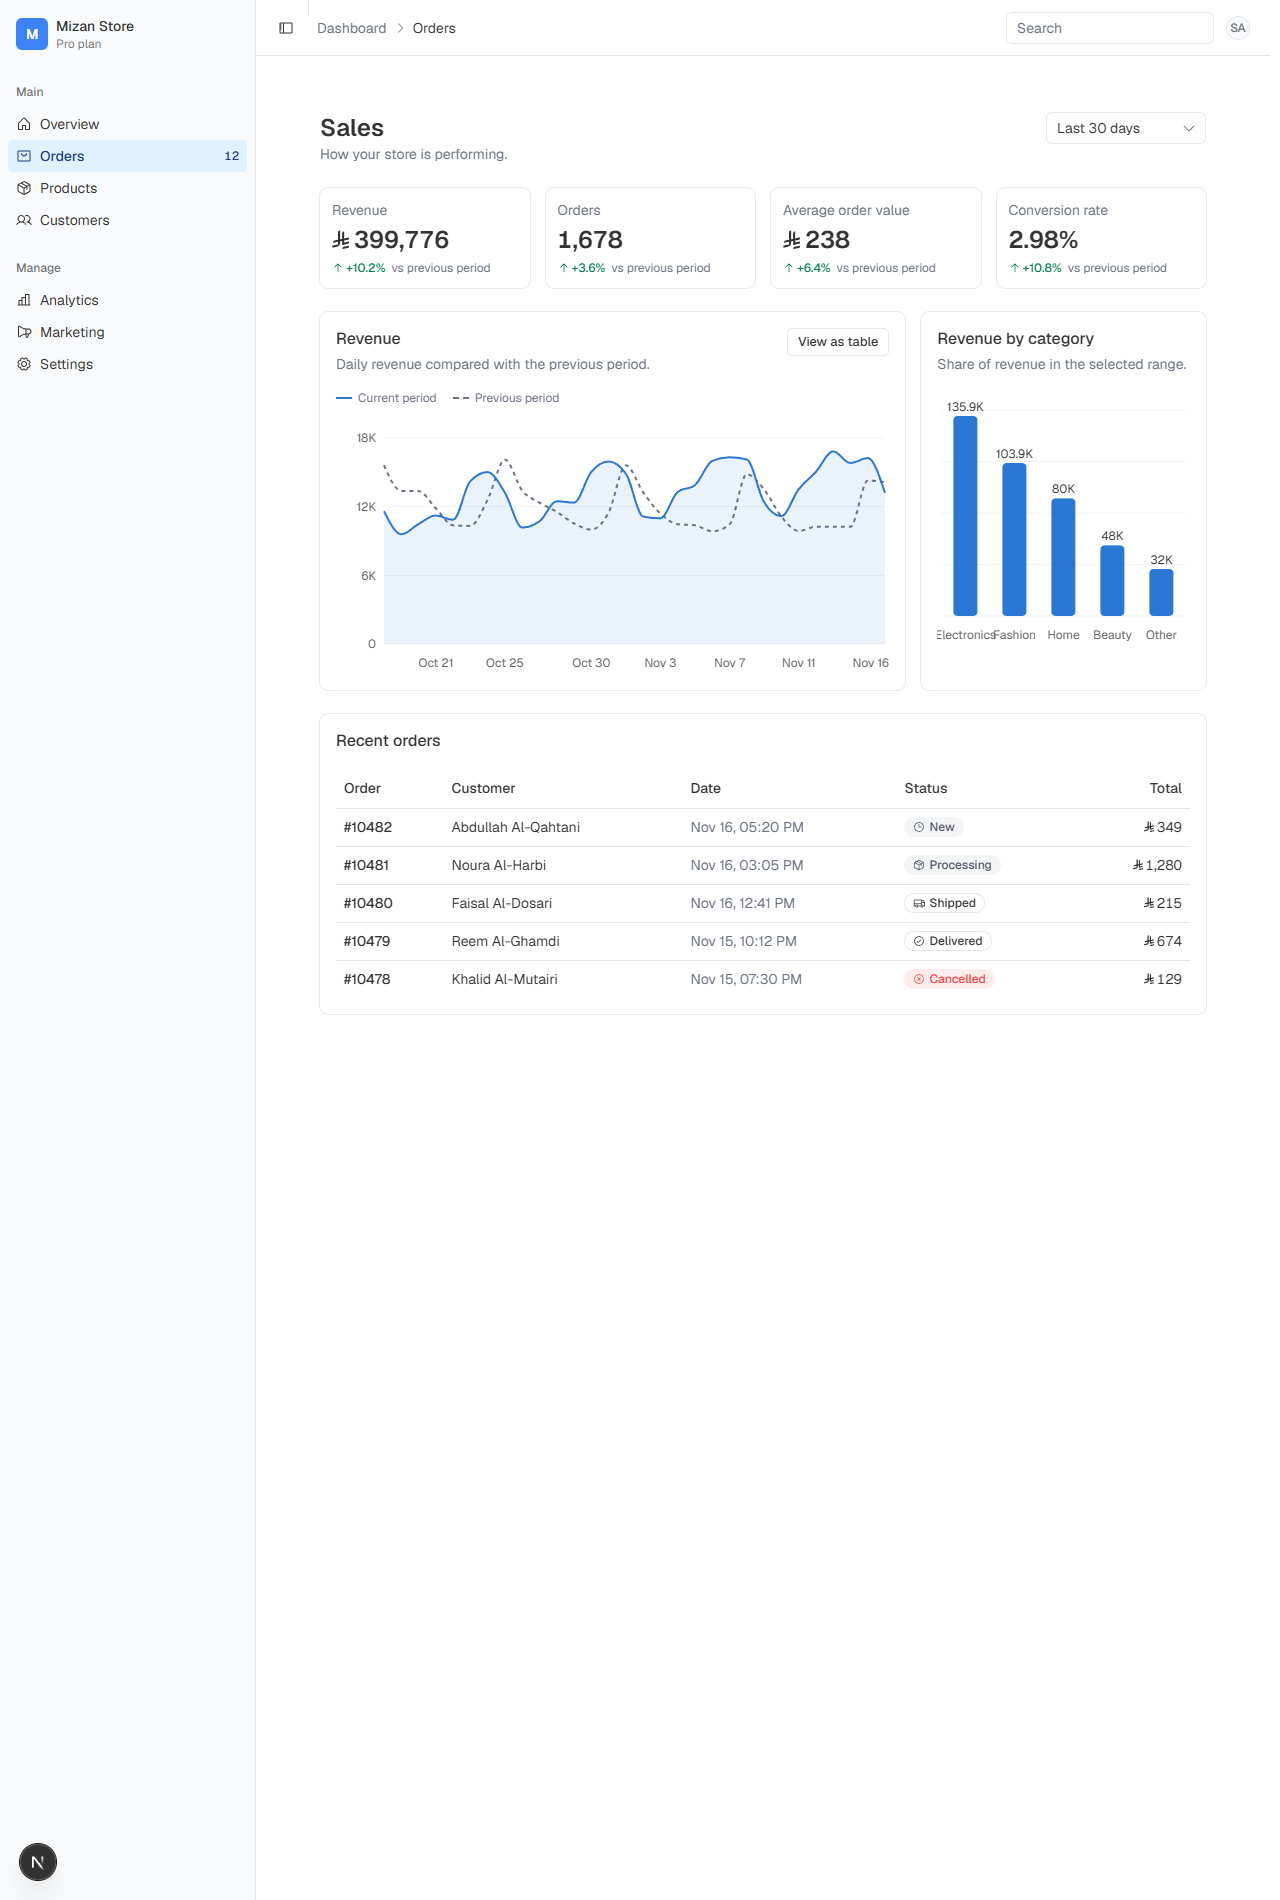 M
Mizan Store
Pro plan
Main
Overview
Orders 12
Products
Customers
Manage
Analytics
Marketing
Settings
Dashboard Orders
Search
SA
Sales
How your store is performing.
Last 30 days
Revenue
⃁ 399,776
↑ +10.2% vs previous period
Orders
1,678
↑ +3.6% vs previous period
Average order value
⃁ 238
↑ +6.4% vs previous period
Conversion rate
2.98%
↑ +10.8% vs previous period
Revenue
Daily revenue compared with the previous period.
View as table
Current period Previous period
18K
12K
6K
0
Oct 21 Oct 25 Oct 30 Nov 3 Nov 7 Nov 11 Nov 16
Revenue by category
Share of revenue in the selected range.
135.9K
103.9K
80K
48K
32K
Electronics Fashion Home Beauty Other
Recent orders
Order Customer Date Status Total
#10482 Abdullah Al-Qahtani Nov 16, 05:20 PM New ⃁ 349
#10481 Noura Al-Harbi Nov 16, 03:05 PM Processing ⃁ 1,280
#10480 Faisal Al-Dosari Nov 16, 12:41 PM Shipped ⃁ 215
#10479 Reem Al-Ghamdi Nov 15, 10:12 PM Delivered ⃁ 674
#10478 Khalid Al-Mutairi Nov 15, 07:30 PM Cancelled ⃁ 129
N